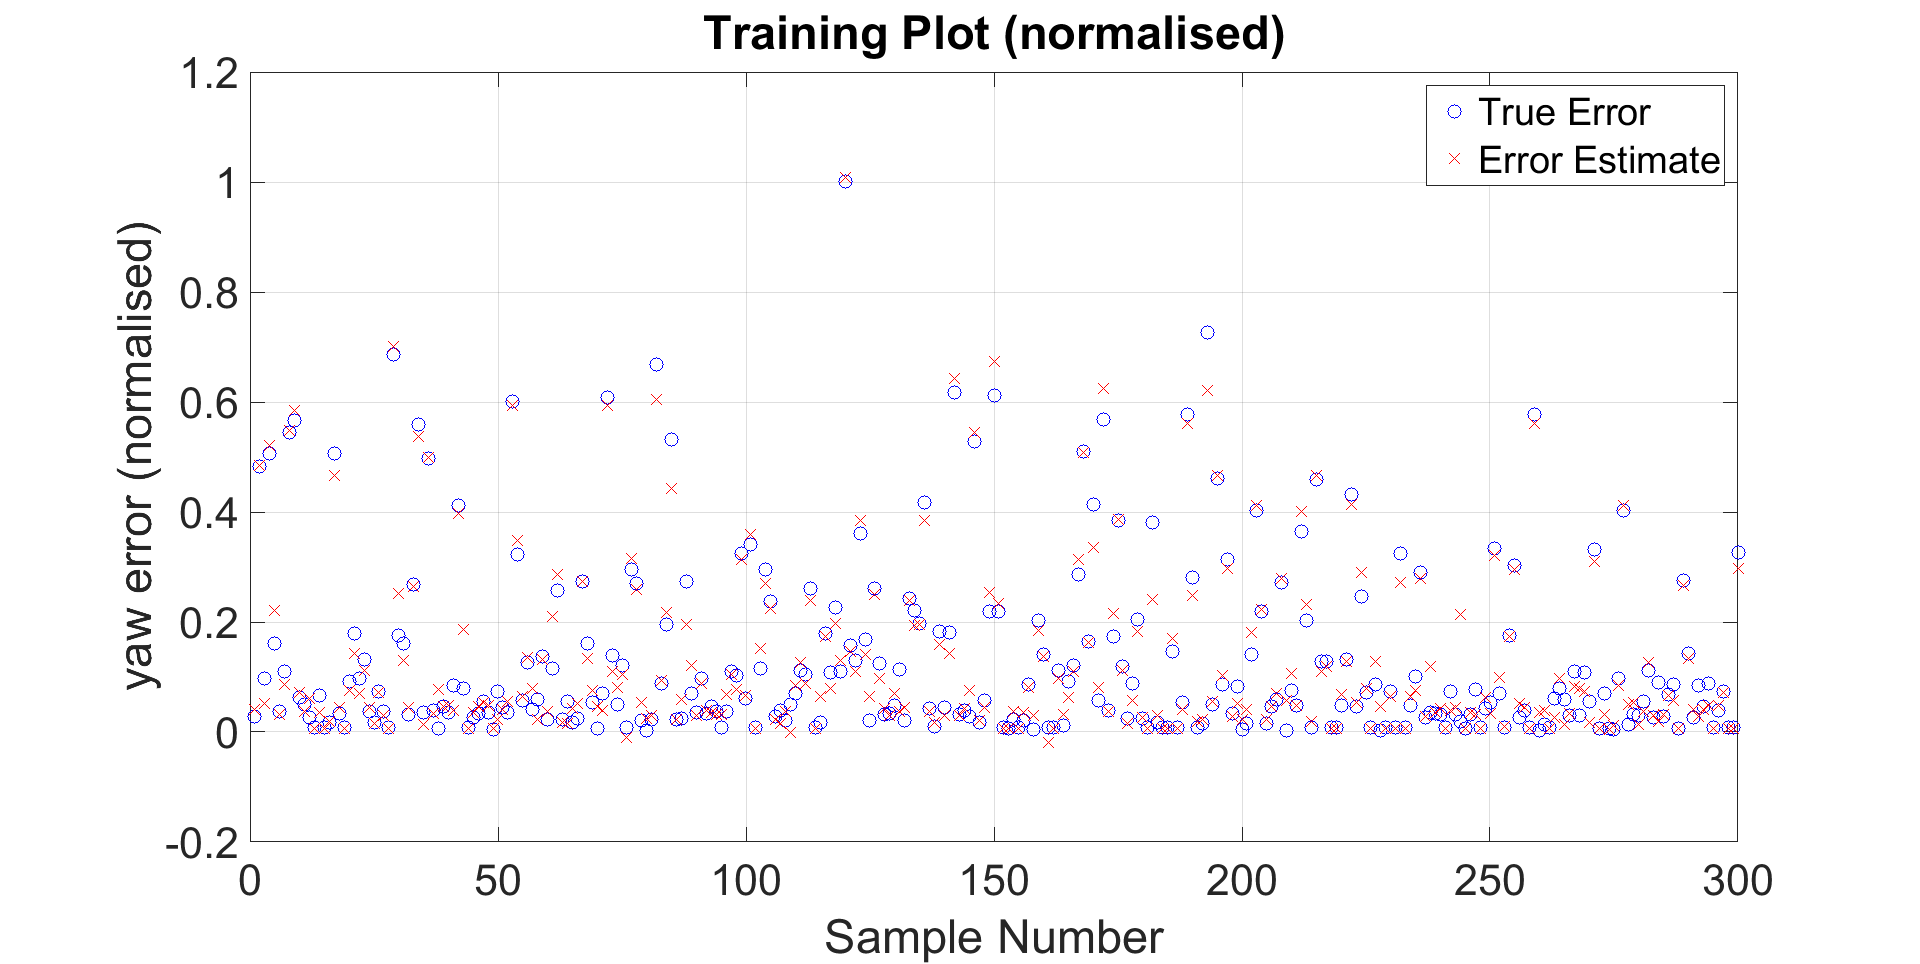 Training Plot (normalised)
1.2
1
0.8
0.6
0.4
0.2
0
-0.2
yaw error (normalised)
True Error
Error Estimate
0 50 100 150 200 250 300
Sample Number